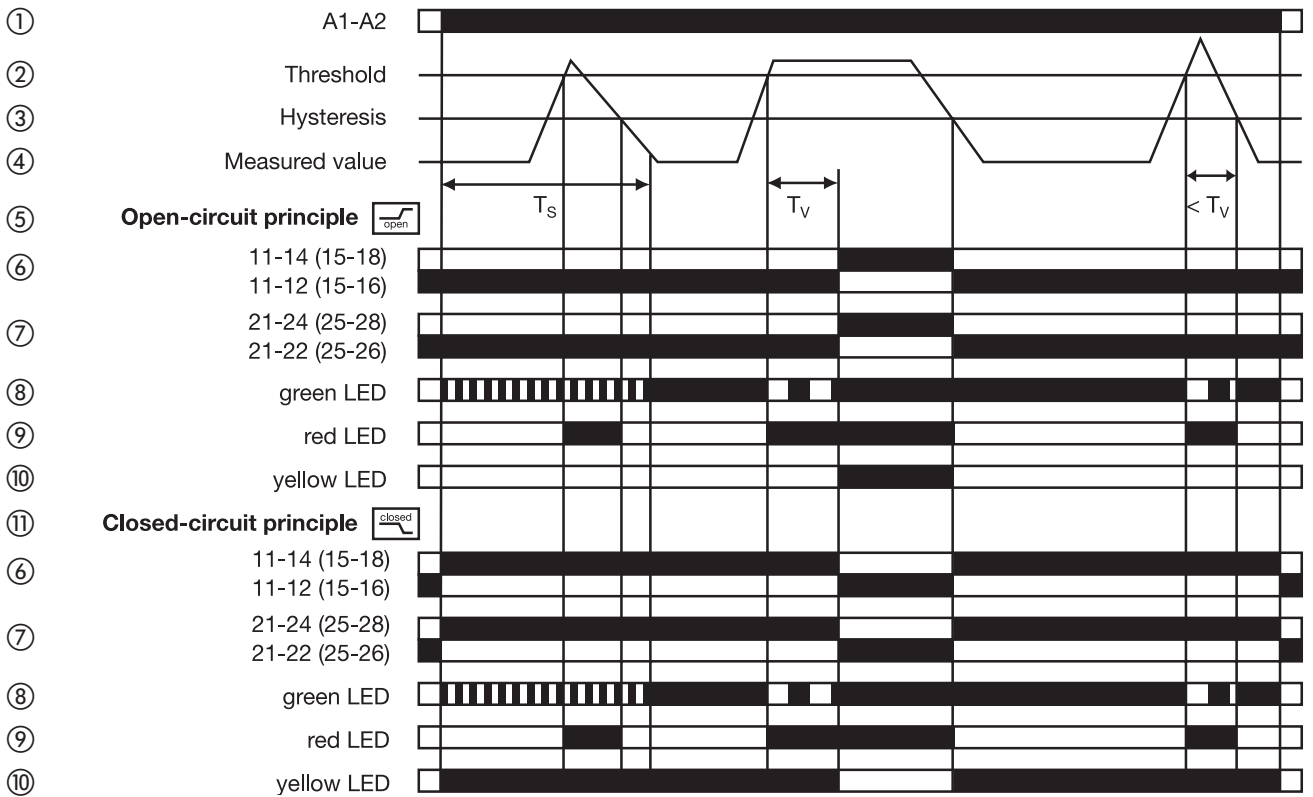 ① A1-A2
② Threshold
③ Hysteresis
④ Measured value
TS TV < TV
⑤ Open-circuit principle open
⑥ 11-14 (15-18)
11-12 (15-16)
⑦ 21-24 (25-28)
21-22 (25-26)
⑧ green LED
⑨ red LED
⑩ yellow LED
⑪ Closed-circuit principle closed
⑥ 11-14 (15-18)
11-12 (15-16)
⑦ 21-24 (25-28)
21-22 (25-26)
⑧ green LED
⑨ red LED
⑩ yellow LED